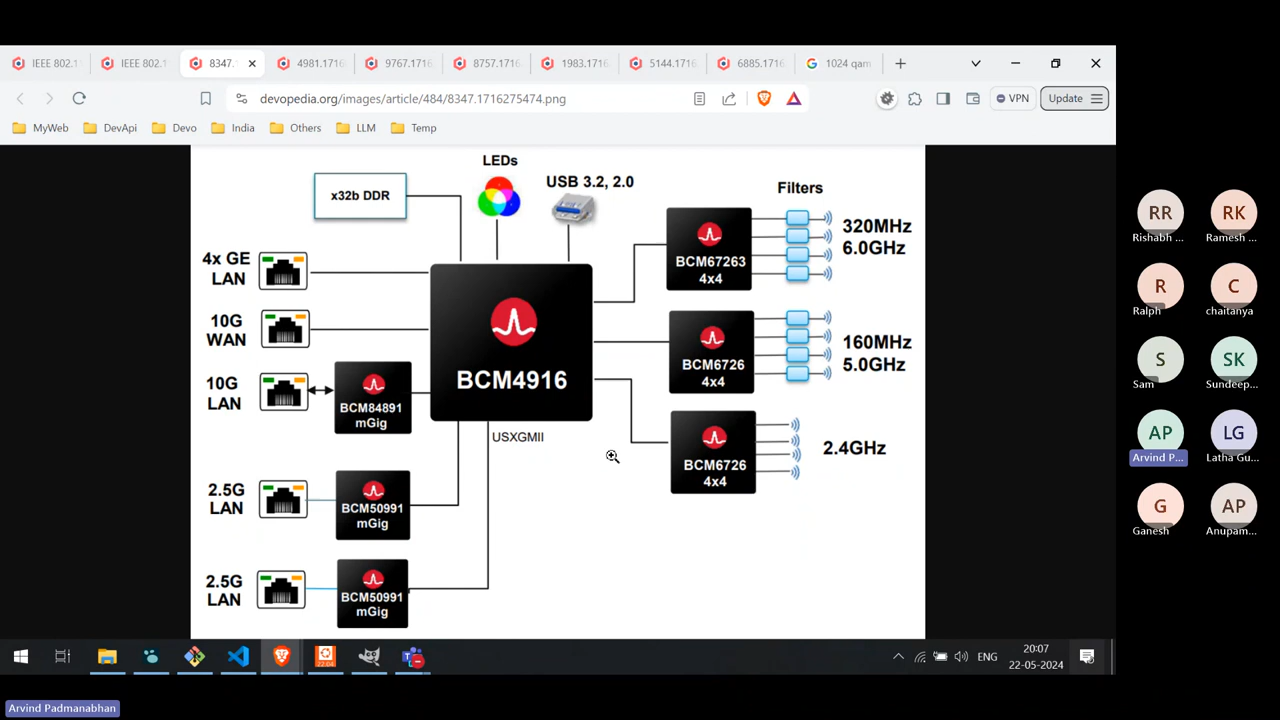 IEEE 802.1
IEEE 802.1
8347.
4981.1716
9767.1716
8757.1716
1983.1716
5144.1716
6885.1716
1024 qam
devopedia.org/images/article/484/8347.1716275474.png
VPN
Update
MyWeb
DevApi
Devo
India
Others
LLM
Temp
LEDs
x32b DDR
USB 3.2, 2.0
Filters
4x GE
LAN
10G
WAN
10G
LAN
BCM84891
mGig
2.5G
LAN
BCM50991
mGig
2.5G
LAN
BCM50991
mGig
BCM4916
USXGMII
BCM67263
4x4
320MHz
6.0GHz
BCM6726
4x4
160MHz
5.0GHz
BCM6726
4x4
2.4GHz
22.04
ENG
20:07
22-05-2024
RR
Rishabh ...
RK
Ramesh ...
R
Ralph
C
chaitanya
S
Sam
SK
Sundeep...
AP
Arvind P...
LG
Latha Gu...
G
Ganesh
AP
Anupam...
Arvind Padmanabhan